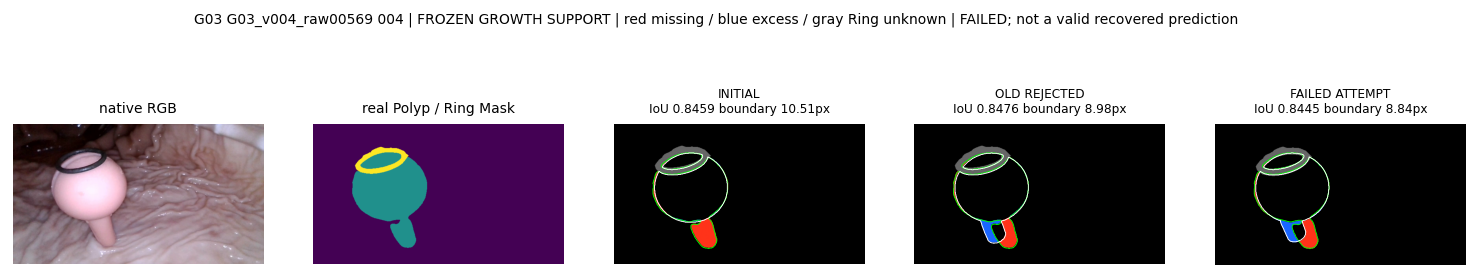 G03 G03_v004_raw00569 004 | FROZEN GROWTH SUPPORT | red missing / blue excess / gray Ring unknown | FAILED; not a valid recovered prediction
native RGB
real Polyp / Ring Mask
INITIAL
IoU 0.8459 boundary 10.51px
OLD REJECTED
IoU 0.8476 boundary 8.98px
FAILED ATTEMPT
IoU 0.8445 boundary 8.84px